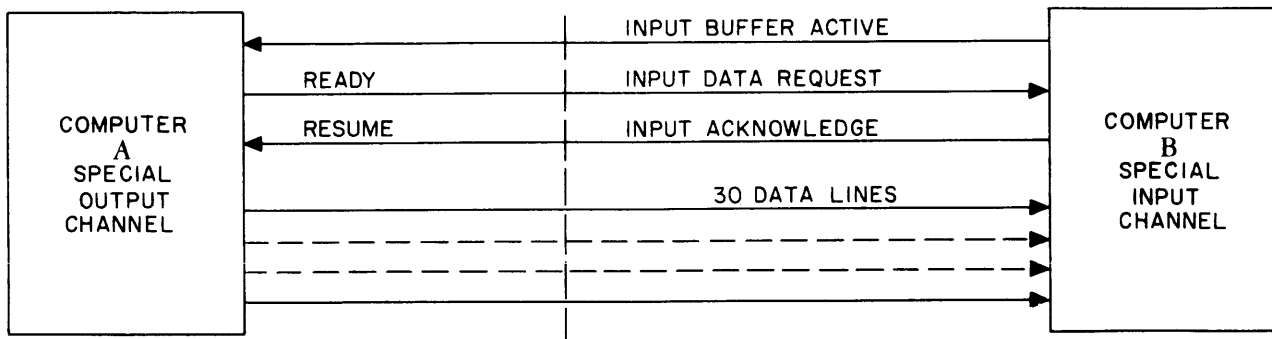 INPUT BUFFER ACTIVE
READY INPUT DATA REQUEST
RESUME INPUT ACKNOWLEDGE
30 DATA LINES
COMPUTER
A
SPECIAL
OUTPUT
CHANNEL
COMPUTER
B
SPECIAL
INPUT
CHANNEL